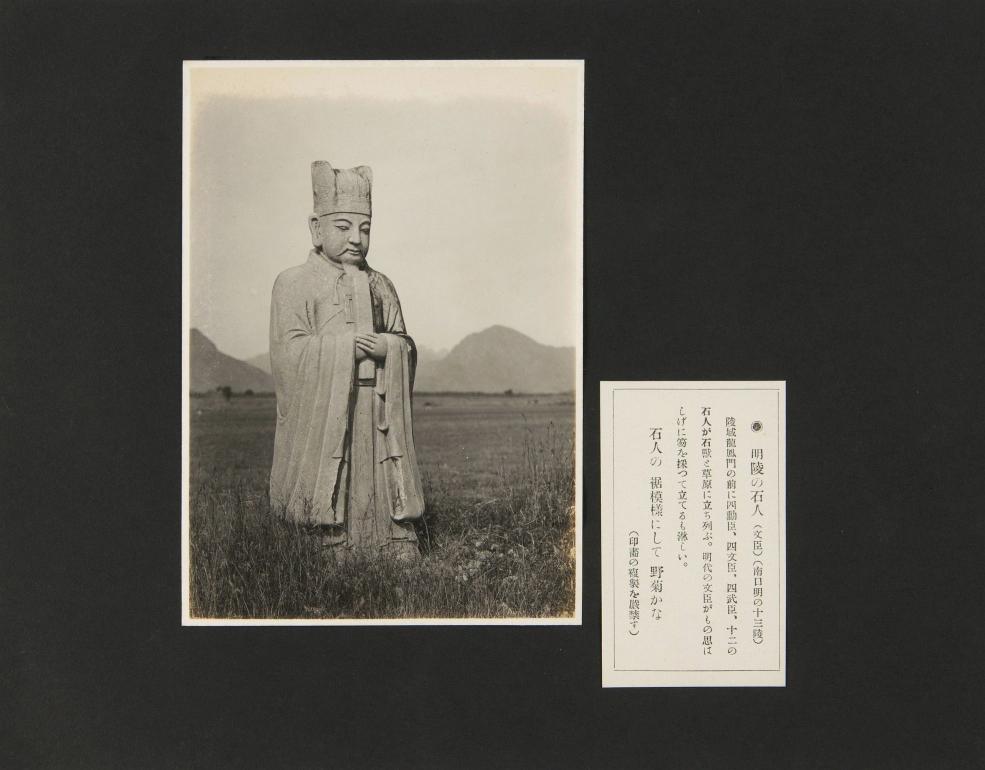 ◉ 明陵の石人(文臣)(南口明の十三陵)
陵域龍鳳門の前に四勳臣、四文臣、四武臣、十二の
石人が石獸と草原に立ち列ぶ。明代の文臣がもの思は
しげに笏を採つて立てるも淋しい。
石人の 裾模樣にして 野菊かな
(印畫の複製を嚴禁す)